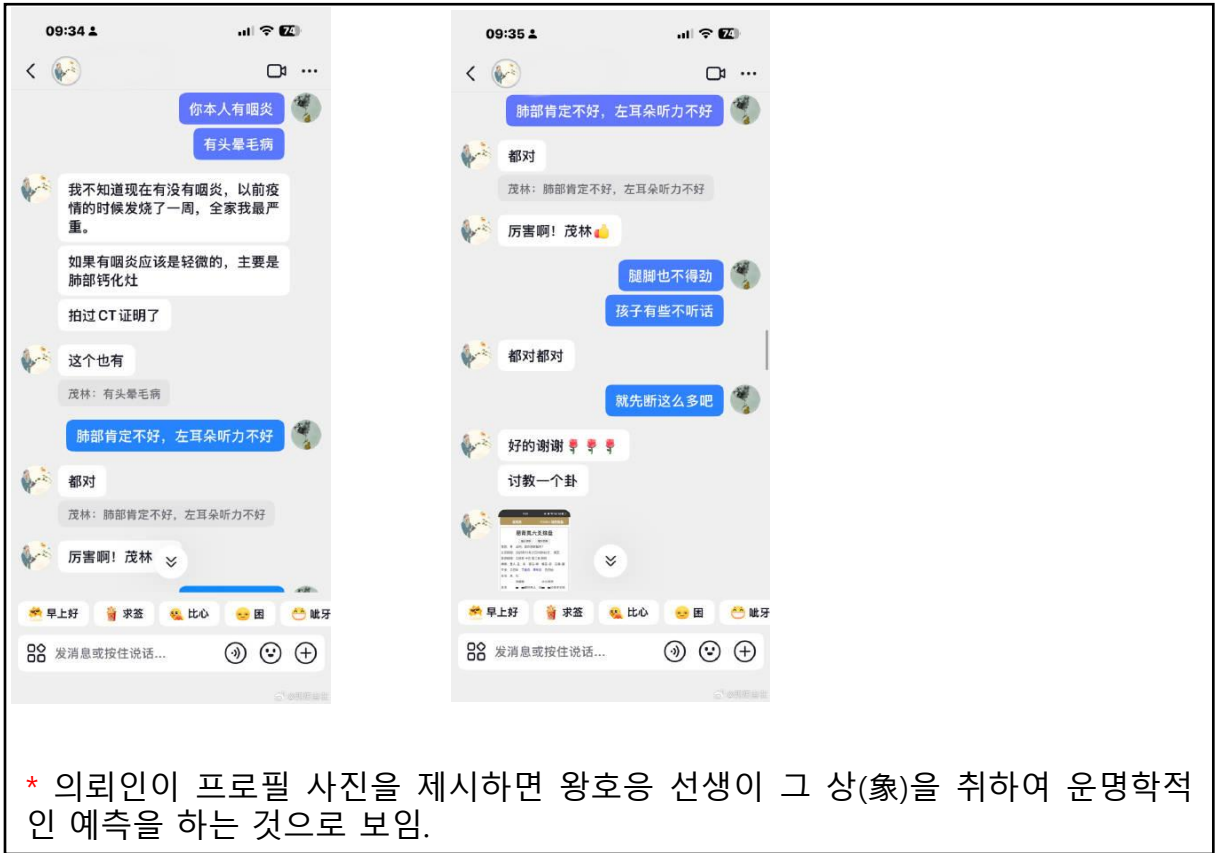 09:34
74
你本人有咽炎
有头晕毛病
我不知道现在有没有咽炎，以前疫
情的时候发烧了一周，全家我最严
重。
如果有咽炎应该是轻微的，主要是
肺部钙化灶
拍过CT证明了
这个也有
茂林：有头晕毛病
肺部肯定不好，左耳朵听力不好
都对
茂林：肺部肯定不好，左耳朵听力不好
厉害啊！茂林
早上好 求签 比心 困 呲牙
发消息或按住说话...
09:35
74
肺部肯定不好，左耳朵听力不好
都对
茂林：肺部肯定不好，左耳朵听力不好
厉害啊！茂林👍
腿脚也不得劲
孩子有些不听话
都对都对
就先断这么多吧
好的谢谢🌹🌹🌹
讨教一个卦
早上好 求签 比心 困 呲牙
发消息或按住说话...
* 의뢰인이 프로필 사진을 제시하면 왕호응 선생이 그 상(象)을 취하여 운명학적
인 예측을 하는 것으로 보임.